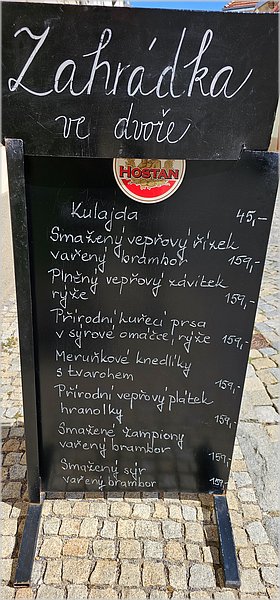 Zahrádka
ve dvoře
HOSTAN
Kulajda 45,-
Smažený vepřový řízek
vařený brambor 159,-
Plněný vepřový závitek
rýže 159,-
Přírodní kuřecí prsa
v sýrové omáčce, rýže 159,-
Meruňkové knedlíky
s tvarohem 159,-
Přírodní vepřový plátek
hranolky 159,-
Smažené žampiony
vařený brambor 159,-
Smažený sýr
vařený brambor 159,-